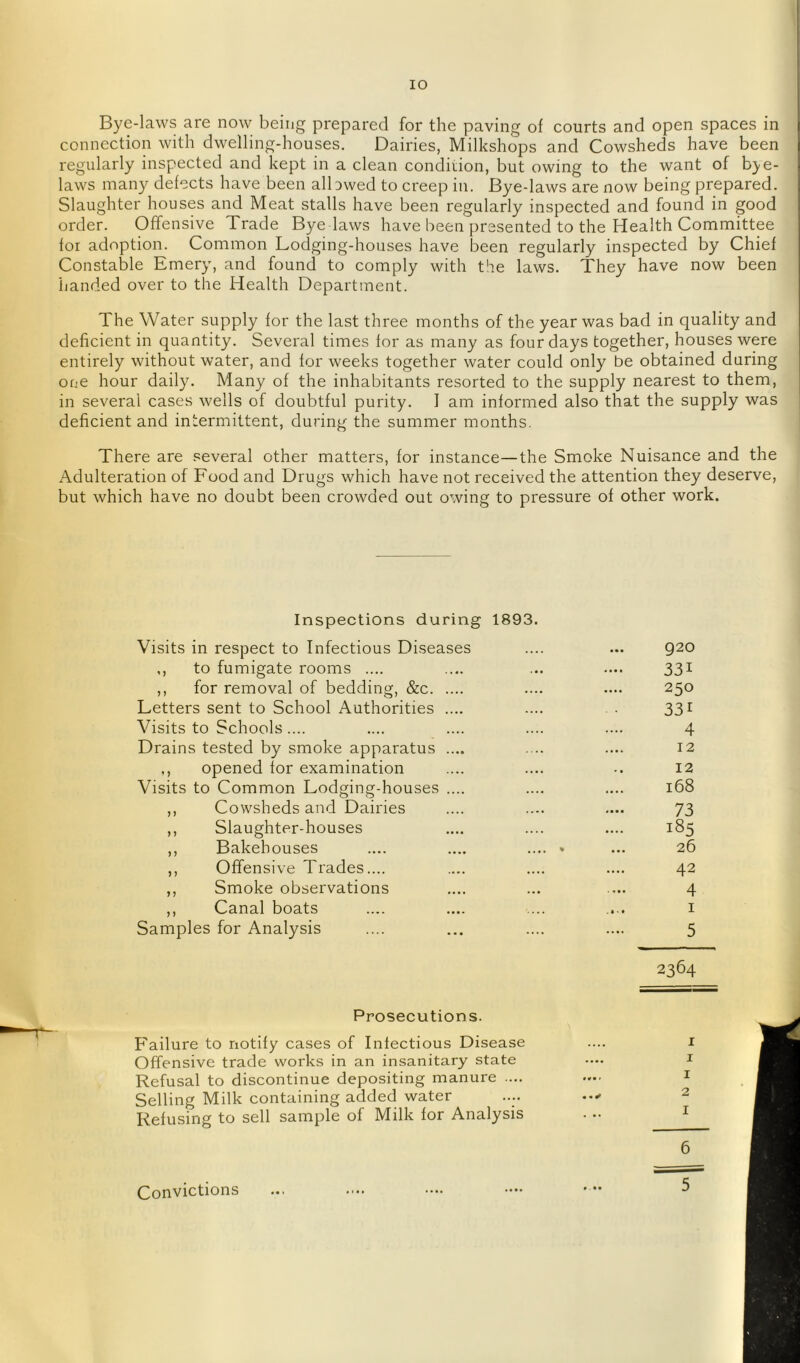 10
Bye-laws are now being prepared for the paving of courts and open spaces in
connection with dwelling-houses. Dairies, Milkshops and Cowsheds have been
regularly inspected and kept in a clean condition, but owing to the want of bye-
laws many defects have been allowed to creep in. Bye-laws are now being prepared.
Slaughter houses and Meat stalls have been regularly inspected and found in good
order. Offensive Trade Bye laws have been presented to the Health Committee
for adoption. Common Lodging-houses have been regularly inspected by Chief
Constable Emery, and found to comply with the laws. They have now been
handed over to the Health Department.
The Water supply for the last three months of the year was bad in quality and
deficient in quantity. Several times for as many as four days together, houses were
entirely without water, and for weeks together water could only be obtained during
one hour daily. Many of the inhabitants resorted to the supply nearest to them,
in several cases wells of doubtful purity. I am informed also that the supply was
deficient and intermittent, during the summer months.
There are several other matters, for instance—the Smoke Nuisance and the
Adulteration of Food and Drugs which have not received the attention they deserve,
but which have no doubt been crowded out owing to pressure of other work.
Inspections during 1893.
Visits in respect to Infectious Diseases .... ... 920
,, to fumigate rooms .... .... ... .... 331
,, for removal of bedding, &c. .... .... .... 250
Letters sent to School Authorities .... .... . . 331
Visits to Schools .... .... .... .... .... 4
Drains tested by smoke apparatus .... .... .... 12
,, opened for examination .... .... .. 12
Visits to Common Lodging-houses .... .... .... 168
,, Cowsheds and Dairies .... .... .... 73
,, Slaughter-houses .... .... .... 185
,, Bakehouses .... .... .... ... 26
,, Offensive Trades.... .... .... .... 42
,, Smoke observations .... ... .... 4
,, Canal boats .... .... .... .... 1
Samples for Analysis .... ... .... .... 5
2364
Prosecutions.
Failure to notify cases of Infectious Disease .... 1
Offensive trade works in an insanitary state .... 1
Refusal to discontinue depositing manure .... .... 1
Selling Milk containing added water .... ... 2
Refusing to sell sample of Milk for Analysis ... 1
6
Convictions ... .... .... .... ... 5